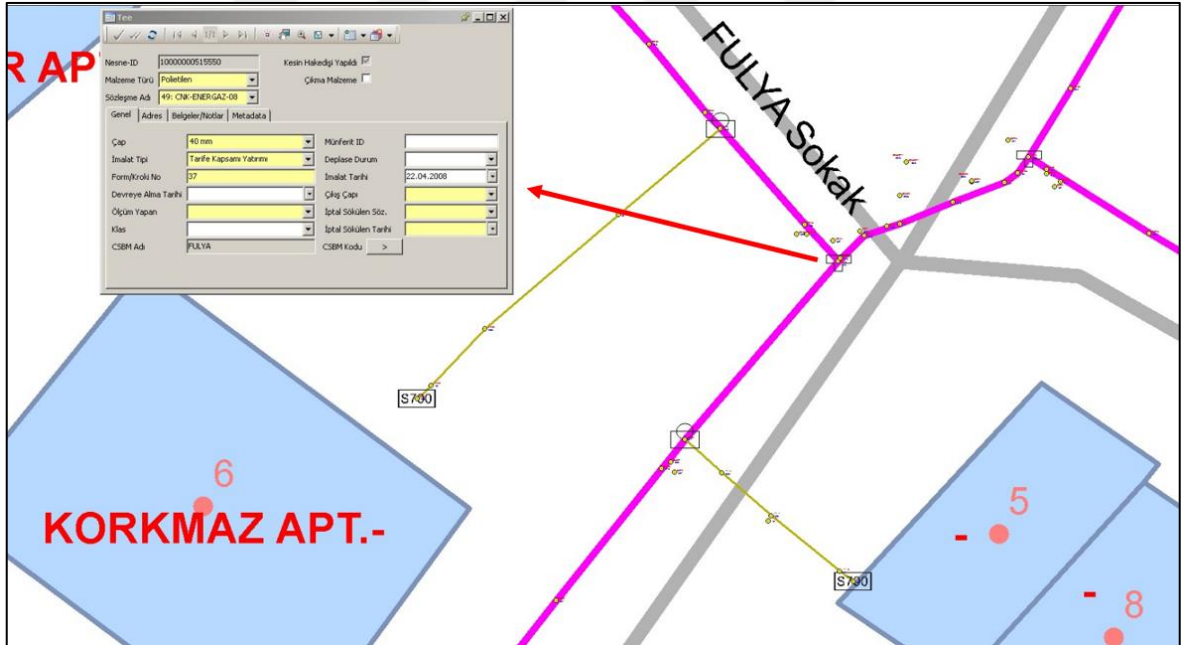 Tee
R AP
Nesne-ID 10000000515550 Kesin Hakedişi Yapıldı
Malzeme Türü Polietilen Çıkma Malzeme
Sözleşme Adı 49: CNK-ENERGAZ-08
Genel Adres Belgeler/Notlar Metadata
Çap 40 mm Münferit ID
İmalat Tipi Tarife Kapsamı Yatırımı Deplase Durum
Form/Kroki No 37 İmalat Tarihi 22.04.2008
Devreye Alma Tarihi Çıkış Çapı
Ölçüm Yapan İptal Sökülen Söz.
Klas İptal Sökülen Tarihi
CSBM Adı FULYA CSBM Kodu >
FULYA Sokak
S700
6
KORKMAZ APT.-
5
-
S790
-
8